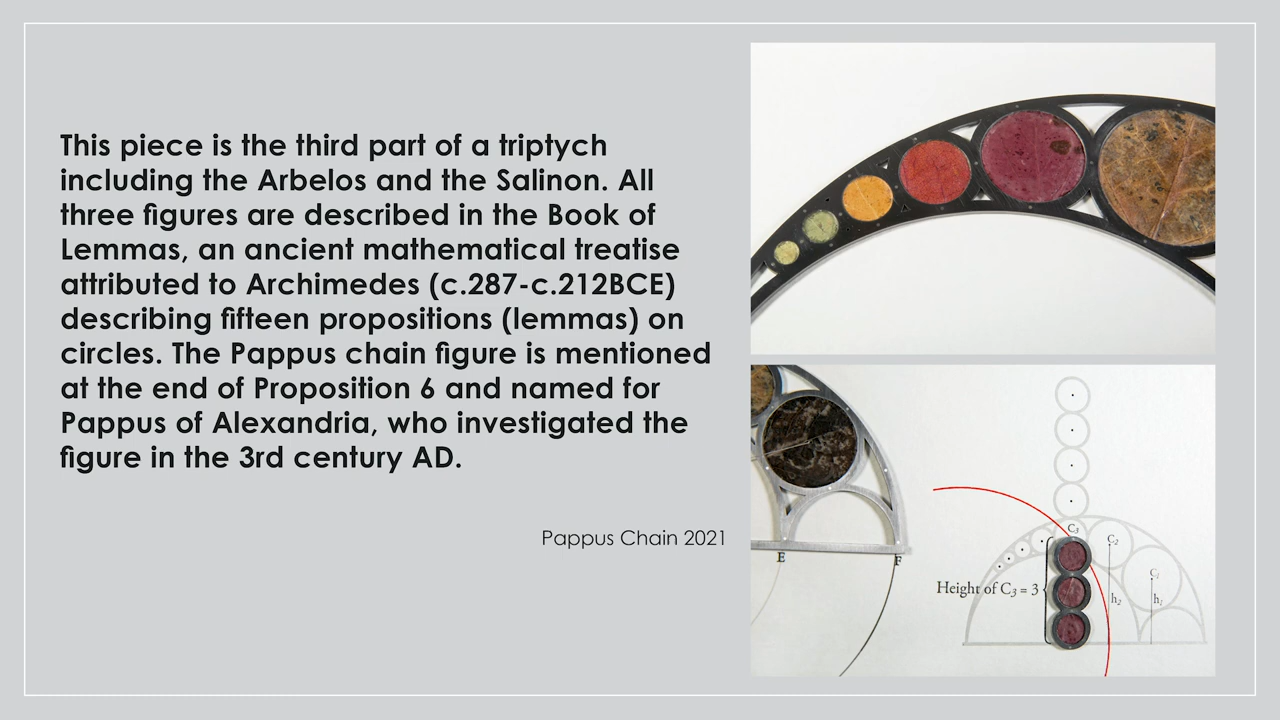 This piece is the third part of a triptych
including the Arbelos and the Salinon. All
three figures are described in the Book of
Lemmas, an ancient mathematical treatise
attributed to Archimedes (c.287-c.212BCE)
describing fifteen propositions (lemmas) on
circles. The Pappus chain figure is mentioned
at the end of Proposition 6 and named for
Pappus of Alexandria, who investigated the
figure in the 3rd century AD.
Pappus Chain 2021
E
F
C₃
C₂
C₁
Height of C₃ = 3
h₂
h₁